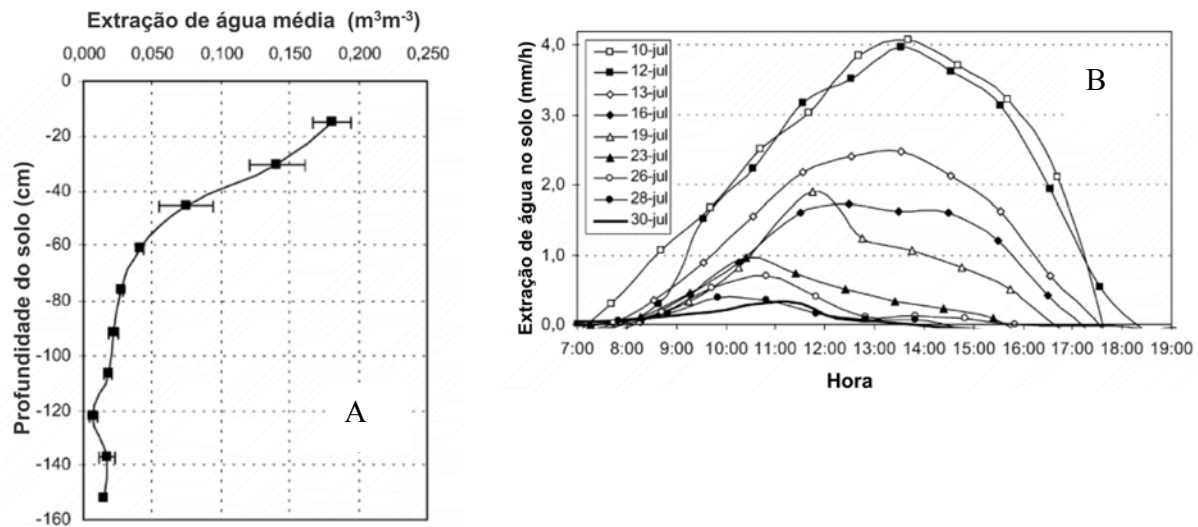 Extração de água média (m³m⁻³)
0,000 0,050 0,100 0,150 0,200 0,250
Profundidade do solo (cm)
0
-20
-40
-60
-80
-100
-120
-140
-160
A
Extração de água no solo (mm/h)
4,0
3,0
2,0
1,0
0,0
10-jul
12-jul
13-jul
16-jul
19-jul
23-jul
26-jul
28-jul
30-jul
B
7:00 8:00 9:00 10:00 11:00 12:00 13:00 14:00 15:00 16:00 17:00 18:00 19:00
Hora